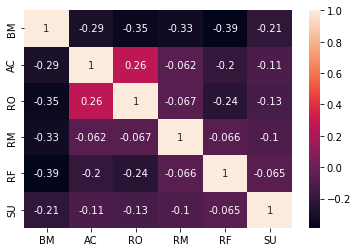 BM 1 -0.29 -0.35 -0.33 -0.39 -0.21
AC -0.29 1 0.26 -0.062 -0.2 -0.11
RO -0.35 0.26 1 -0.067 -0.24 -0.13
RM -0.33 -0.062 -0.067 1 -0.066 -0.1
RF -0.39 -0.2 -0.24 -0.066 1 -0.065
SU -0.21 -0.11 -0.13 -0.1 -0.065 1
BM AC RO RM RF SU
1.0
0.8
0.6
0.4
0.2
0.0
-0.2